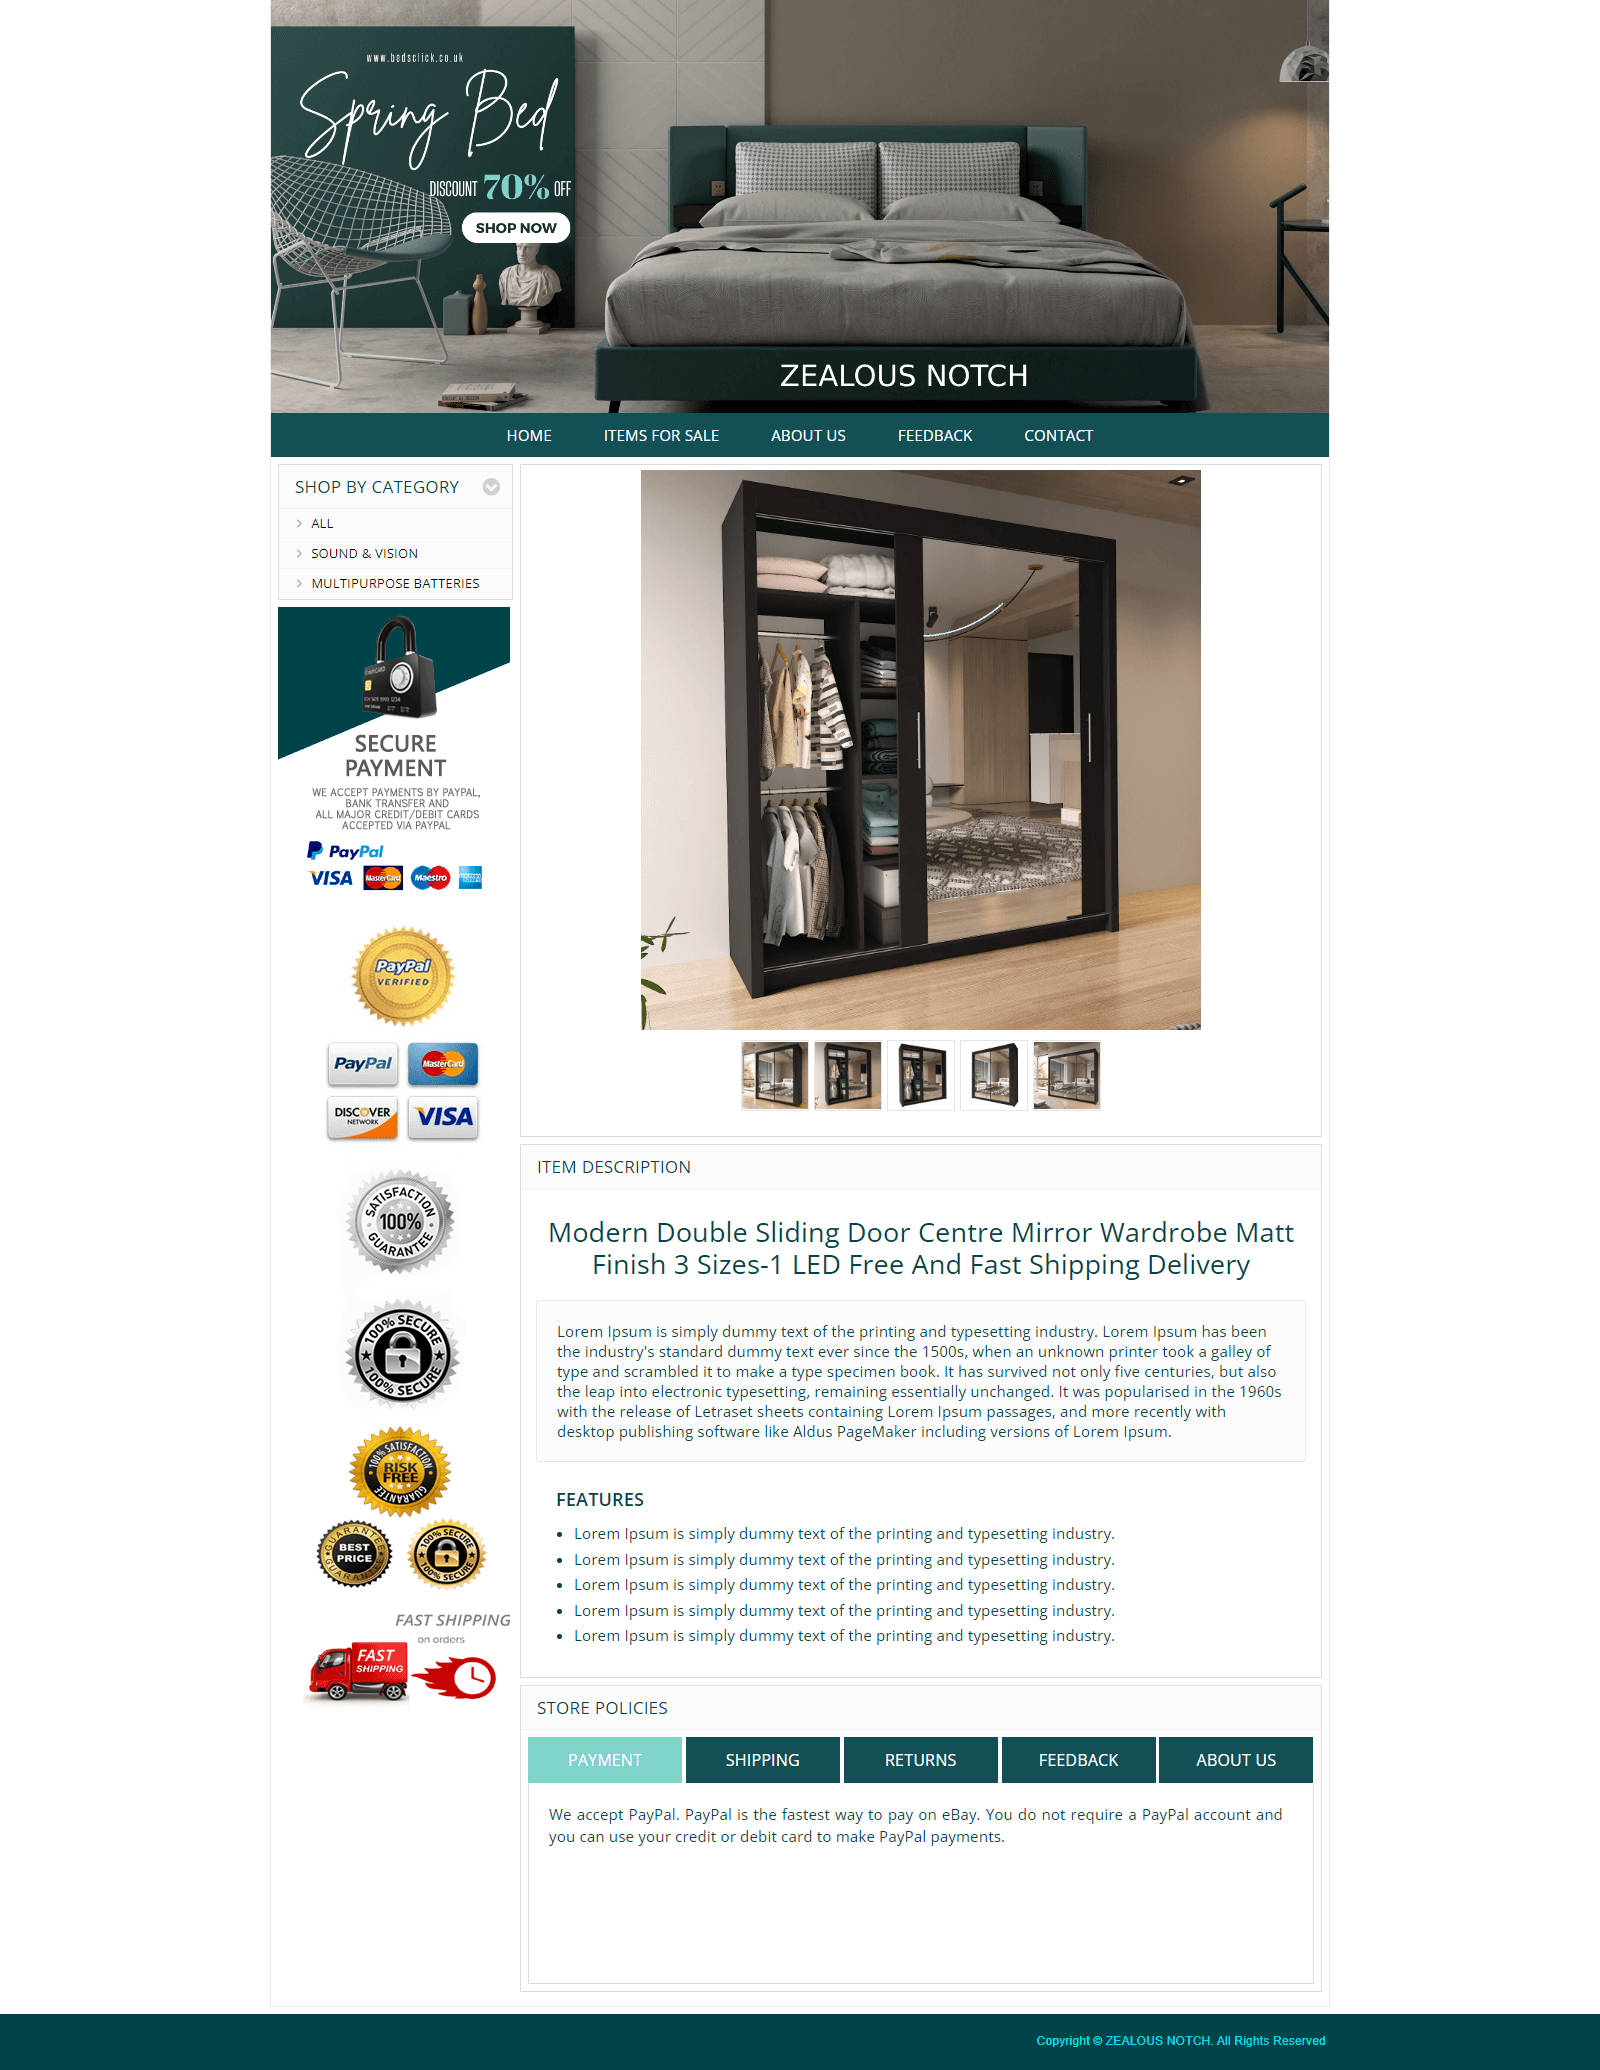 www.bedsclick.co.uk
Spring Bed
DISCOUNT 70% OFF
SHOP NOW
ZEALOUS NOTCH
HOME
ITEMS FOR SALE
ABOUT US
FEEDBACK
CONTACT
SHOP BY CATEGORY
ALL
SOUND & VISION
MULTIPURPOSE BATTERIES
SECURE
PAYMENT
WE ACCEPT PAYMENTS BY PAYPAL,
BANK TRANSFER AND
ALL MAJOR CREDIT/DEBIT CARDS
ACCEPTED VIA PAYPAL
PayPal
VISA MasterCard Maestro
PayPal
VERIFIED
PayPal MasterCard
DISCOVER
NETWORK
VISA
SATISFACTION
100%
GUARANTEE
100% SECURE
100% SECURE
100% SATISFACTION
RISK
FREE
GUARANTEE
GUARANTEE
BEST
PRICE
GUARANTEE
100% SECURE
100% SECURE
FAST SHIPPING
on orders
FAST
SHIPPING
ITEM DESCRIPTION
Modern Double Sliding Door Centre Mirror Wardrobe Matt
Finish 3 Sizes-1 LED Free And Fast Shipping Delivery
Lorem Ipsum is simply dummy text of the printing and typesetting industry. Lorem Ipsum has been
the industry's standard dummy text ever since the 1500s, when an unknown printer took a galley of
type and scrambled it to make a type specimen book. It has survived not only five centuries, but also
the leap into electronic typesetting, remaining essentially unchanged. It was popularised in the 1960s
with the release of Letraset sheets containing Lorem Ipsum passages, and more recently with
desktop publishing software like Aldus PageMaker including versions of Lorem Ipsum.
FEATURES
• Lorem Ipsum is simply dummy text of the printing and typesetting industry.
• Lorem Ipsum is simply dummy text of the printing and typesetting industry.
• Lorem Ipsum is simply dummy text of the printing and typesetting industry.
• Lorem Ipsum is simply dummy text of the printing and typesetting industry.
• Lorem Ipsum is simply dummy text of the printing and typesetting industry.
STORE POLICIES
PAYMENT
SHIPPING
RETURNS
FEEDBACK
ABOUT US
We accept PayPal. PayPal is the fastest way to pay on eBay. You do not require a PayPal account and
you can use your credit or debit card to make PayPal payments.
Copyright © ZEALOUS NOTCH. All Rights Reserved